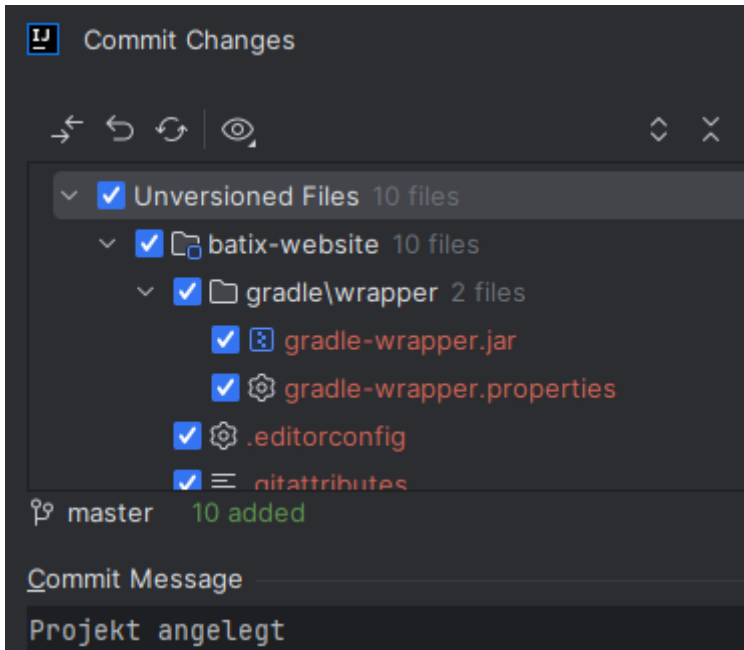 IJ Commit Changes
Unversioned Files 10 files
batix-website 10 files
gradle\wrapper 2 files
gradle-wrapper.jar
gradle-wrapper.properties
.editorconfig
.gitattributes
master 10 added
Commit Message
Projekt angelegt